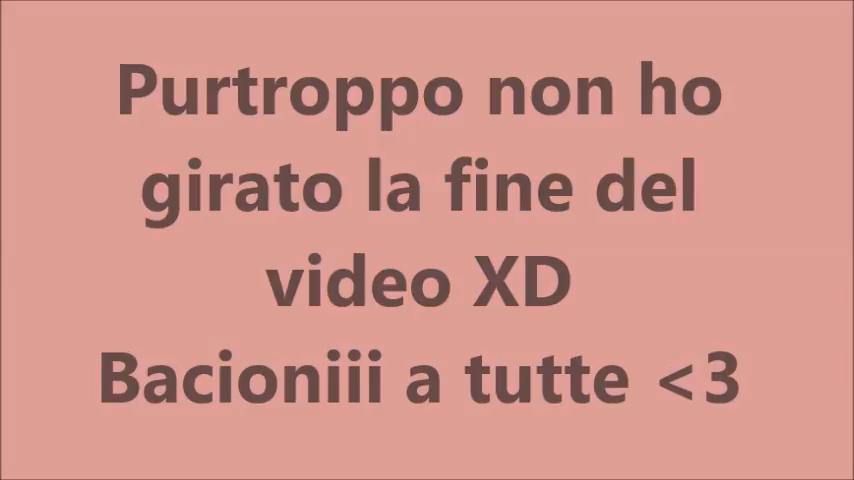 Purtroppo non ho
girato la fine del
video XD
Bacioniii a tutte <3